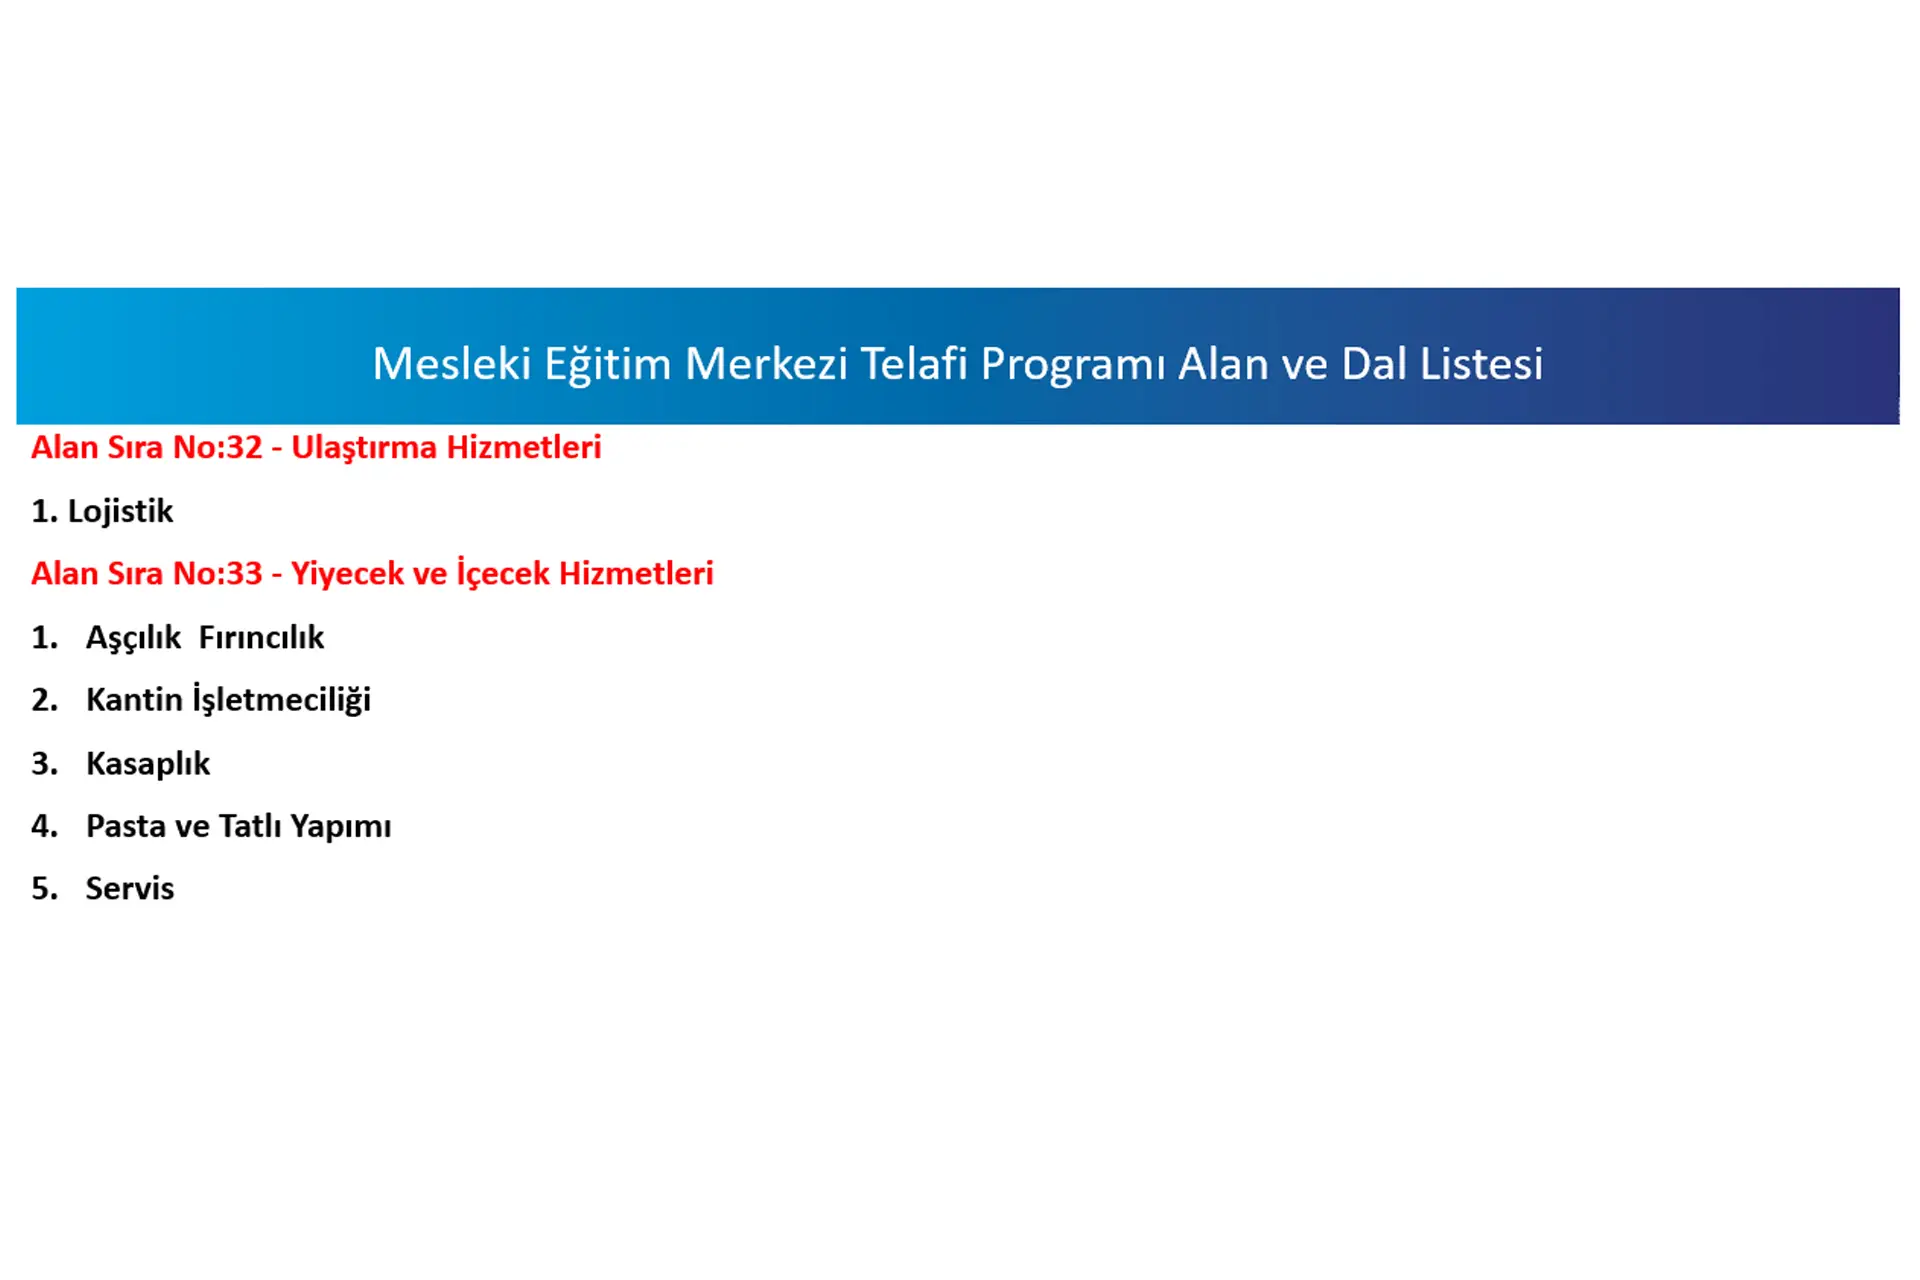 Mesleki Eğitim Merkezi Telafi Programı Alan ve Dal Listesi
Alan Sıra No:32 - Ulaştırma Hizmetleri
1. Lojistik
Alan Sıra No:33 - Yiyecek ve İçecek Hizmetleri
1. Aşçılık  Fırıncılık
2. Kantin İşletmeciliği
3. Kasaplık
4. Pasta ve Tatlı Yapımı
5. Servis